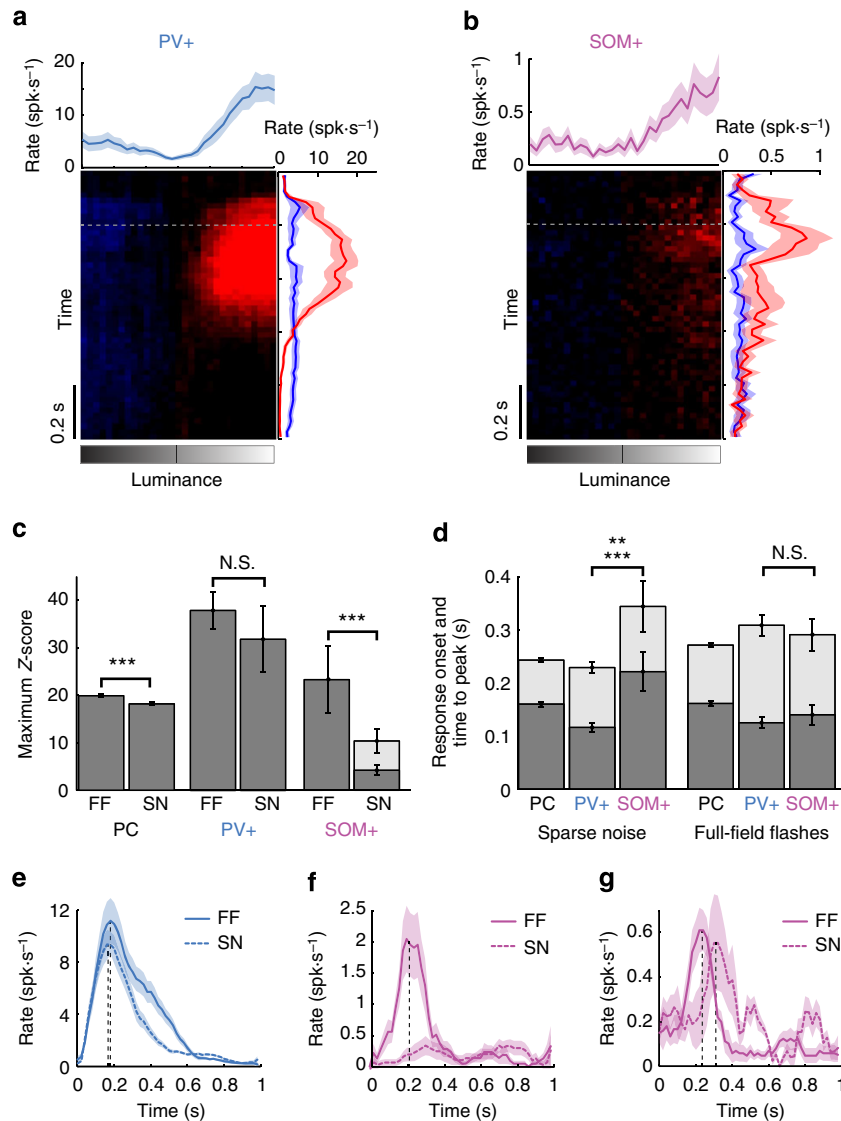 a
PV+
Rate (spk·s⁻¹)
20
15
10
5
0
Rate (spk·s⁻¹)
0 10 20
Time
0.2 s
Luminance
b
SOM+
Rate (spk·s⁻¹)
1
0.5
0
Rate (spk·s⁻¹)
0 0.5 1
Time
0.2 s
Luminance
c
Maximum Z-score
40
30
20
10
0
***
N.S.
***
FF SN FF SN FF SN
PC PV+ SOM+
d
Response onset and
time to peak (s)
0.4
0.3
0.2
0.1
0
**
***
N.S.
PC PV+ SOM+ PC PV+ SOM+
Sparse noise Full-field flashes
e
Rate (spk·s⁻¹)
12
8
4
0
FF
SN
0 0.2 0.4 0.6 0.8 1
Time (s)
f
Rate (spk·s⁻¹)
2.5
2
1.5
1
0.5
0
FF
SN
0 0.2 0.4 0.6 0.8 1
Time (s)
g
Rate (spk·s⁻¹)
0.6
0.4
0.2
0
FF
SN
0 0.2 0.4 0.6 0.8 1
Time (s)